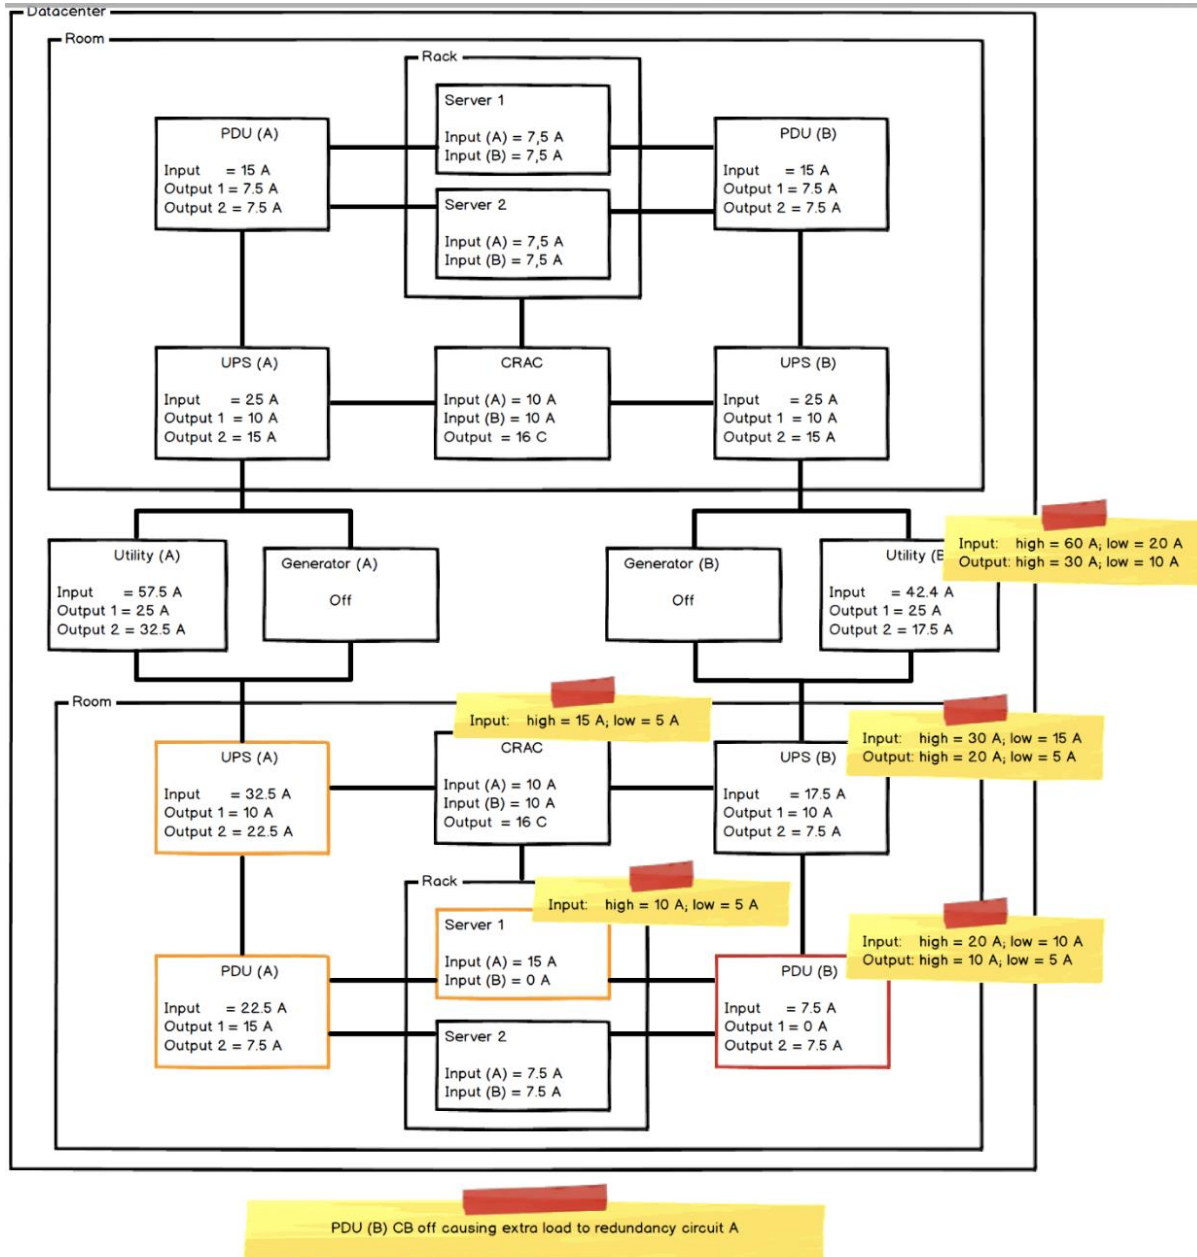 Datacenter
Room
Rack
Server 1
Input (A) = 7,5 A
Input (B) = 7,5 A
PDU (A)
Input = 15 A
Output 1 = 7.5 A
Output 2 = 7.5 A
PDU (B)
Input = 15 A
Output 1 = 7.5 A
Output 2 = 7.5 A
Server 2
Input (A) = 7,5 A
Input (B) = 7,5 A
UPS (A)
Input = 25 A
Output 1 = 10 A
Output 2 = 15 A
CRAC
Input (A) = 10 A
Input (B) = 10 A
Output = 16 C
UPS (B)
Input = 25 A
Output 1 = 10 A
Output 2 = 15 A
Utility (A)
Input = 57.5 A
Output 1 = 25 A
Output 2 = 32.5 A
Generator (A)
Off
Generator (B)
Off
Utility (B
Input = 42.4 A
Output 1 = 25 A
Output 2 = 17.5 A
Input: high = 60 A; low = 20 A
Output: high = 30 A; low = 10 A
Room
Input: high = 15 A; low = 5 A
Input: high = 30 A; low = 15 A
Output: high = 20 A; low = 5 A
UPS (A)
Input = 32.5 A
Output 1 = 10 A
Output 2 = 22.5 A
CRAC
Input (A) = 10 A
Input (B) = 10 A
Output = 16 C
UPS (B)
Input = 17.5 A
Output 1 = 10 A
Output 2 = 7.5 A
Rack
Input: high = 10 A; low = 5 A
Server 1
Input (A) = 15 A
Input (B) = 0 A
Input: high = 20 A; low = 10 A
Output: high = 10 A; low = 5 A
PDU (A)
Input = 22.5 A
Output 1 = 15 A
Output 2 = 7.5 A
PDU (B)
Input = 7.5 A
Output 1 = 0 A
Output 2 = 7.5 A
Server 2
Input (A) = 7.5 A
Input (B) = 7.5 A
PDU (B) CB off causing extra load to redundancy circuit A